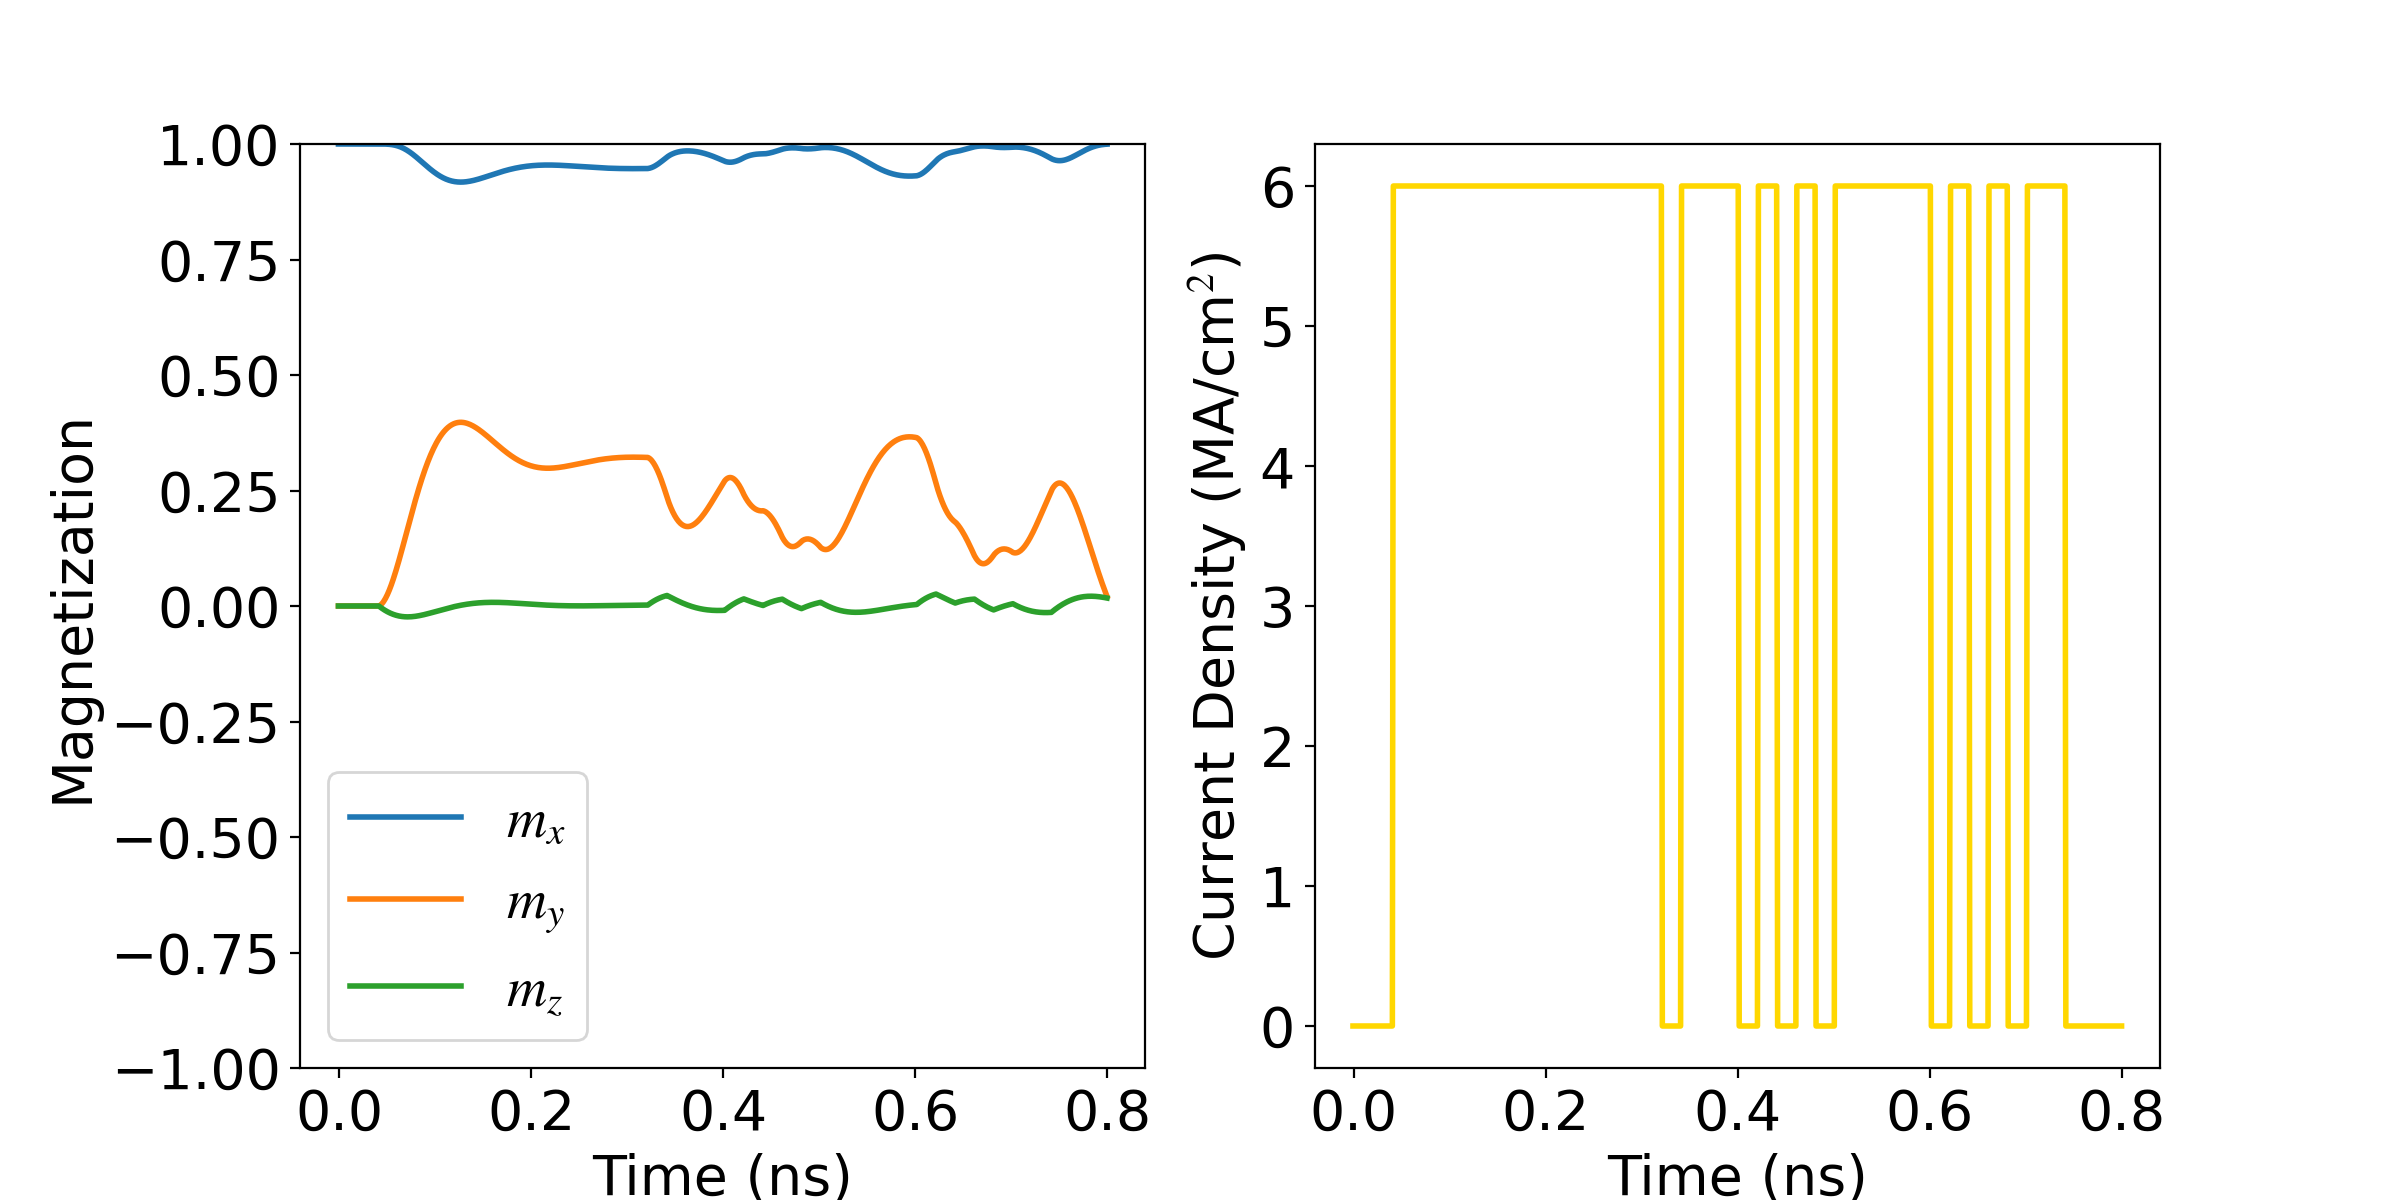 Magnetization
1.00
0.75
0.50
0.25
0.00
−0.25
−0.50
−0.75
−1.00
m_x
m_y
m_z
0.0 0.2 0.4 0.6 0.8
Time (ns)
Current Density (MA/cm²)
6
5
4
3
2
1
0
0.0 0.2 0.4 0.6 0.8
Time (ns)